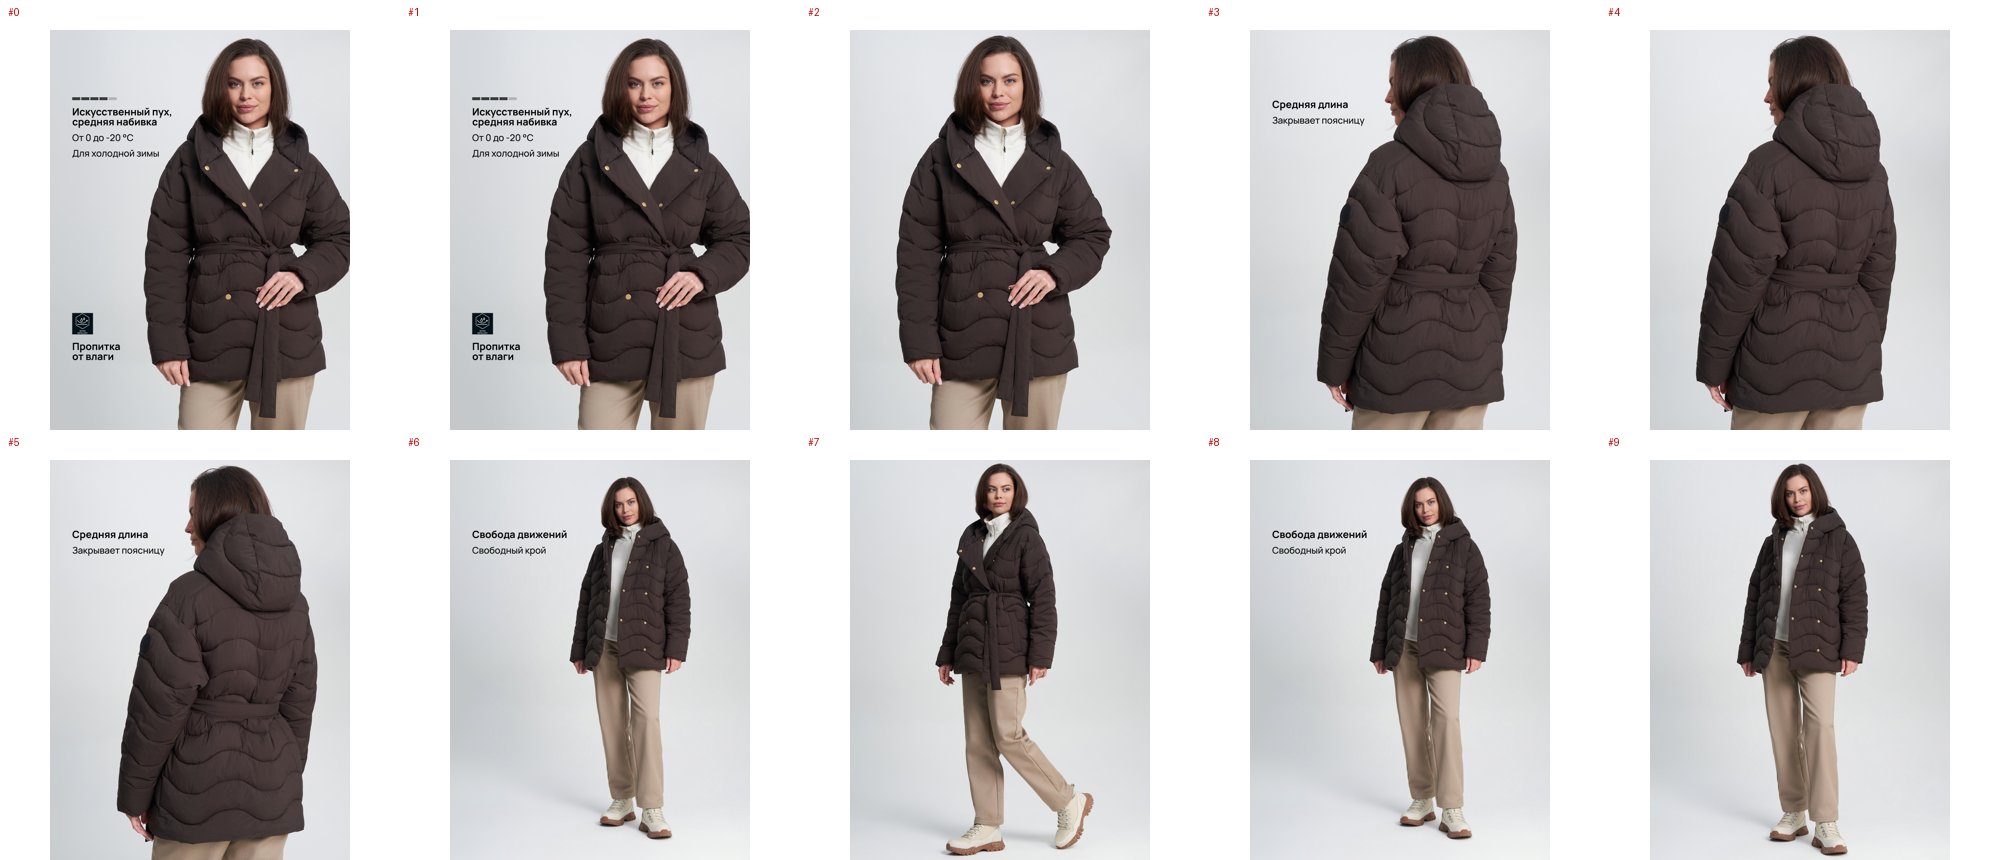 #0
#1
#2
#3
#4
Искусственный пух,
средняя набивка
От 0 до -20 °C
Для холодной зимы
Пропитка
от влаги
Искусственный пух,
средняя набивка
От 0 до -20 °C
Для холодной зимы
Пропитка
от влаги
Средняя длина
Закрывает поясницу
#5
#6
#7
#8
#9
Средняя длина
Закрывает поясницу
Свобода движений
Свободный крой
Свобода движений
Свободный крой